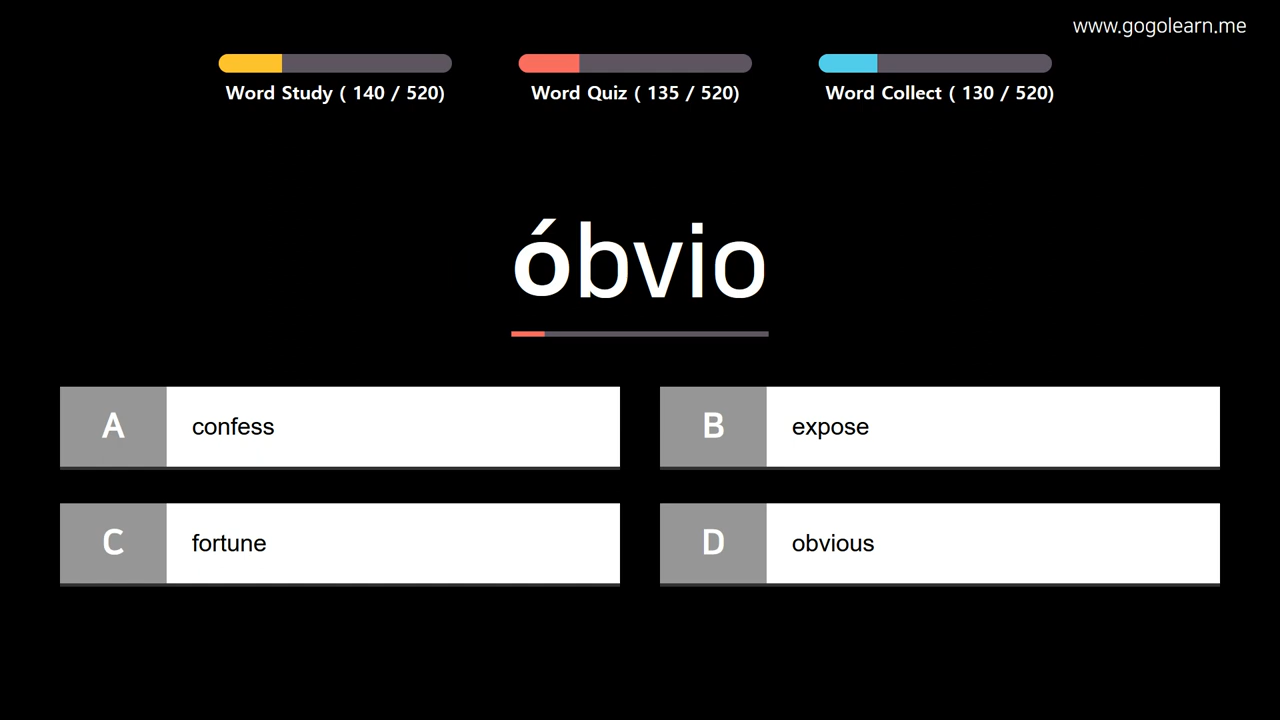 www.gogolearn.me
Word Study ( 140 / 520)
Word Quiz ( 135 / 520)
Word Collect ( 130 / 520)
óbvio
A confess
B expose
C fortune
D obvious